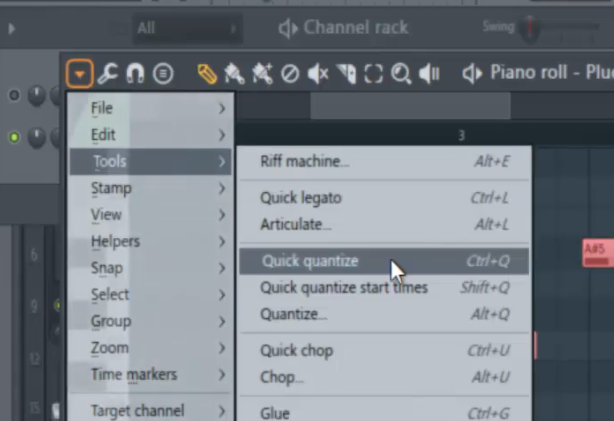 All
Channel rack
Swing
Piano roll - Plu
File
Edit
3
Tools
Riff machine... Alt+E
Stamp
Quick legato Ctrl+L
View
Articulate... Alt+L
Helpers
A#5
6
Snap
Quick quantize Ctrl+Q
Select
Quick quantize start times Shift+Q
9
Group
Quantize... Alt+Q
Zoom
Quick chop Ctrl+U
12
Time markers
Chop... Alt+U
15
Target channel
Glue Ctrl+G